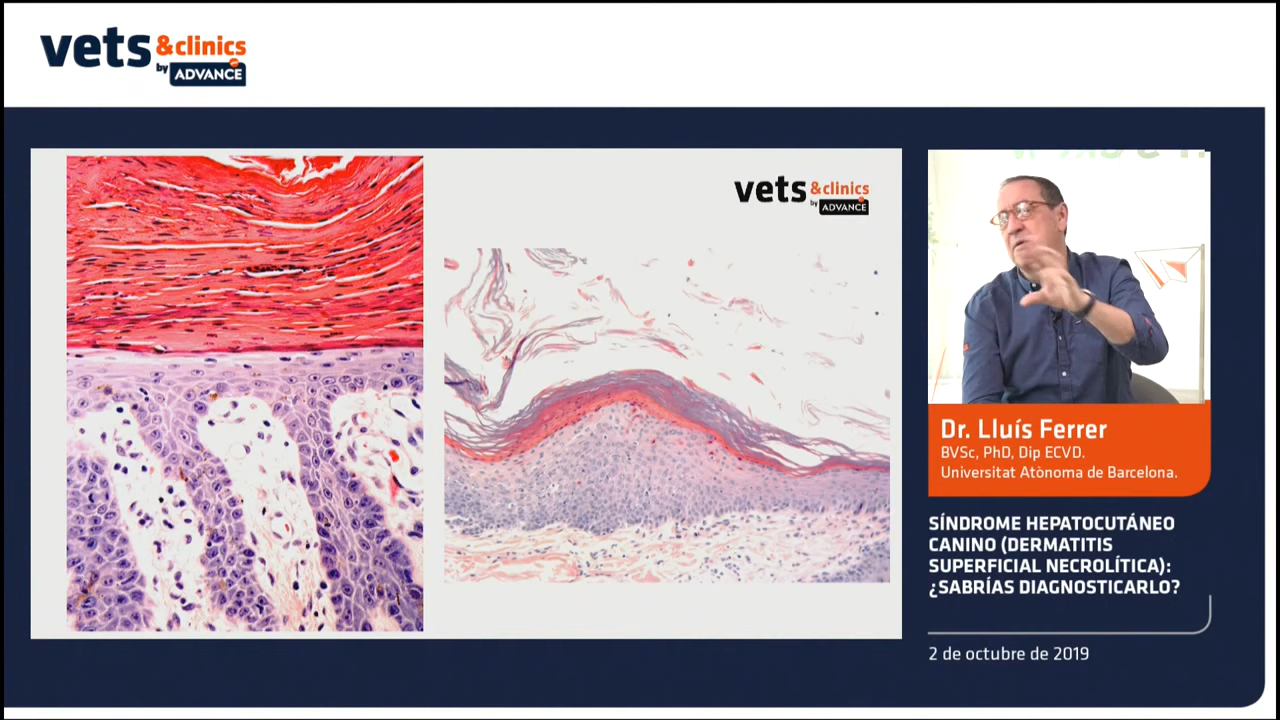 vets &clinics
by ADVANCE
vets &clinics
by ADVANCE
Dr. Lluís Ferrer
BVSc, PhD, Dip ECVD.
Universitat Atònoma de Barcelona.
SÍNDROME HEPATOCUTÁNEO
CANINO (DERMATITIS
SUPERFICIAL NECROLÍTICA):
¿SABRÍAS DIAGNOSTICARLO?
2 de octubre de 2019